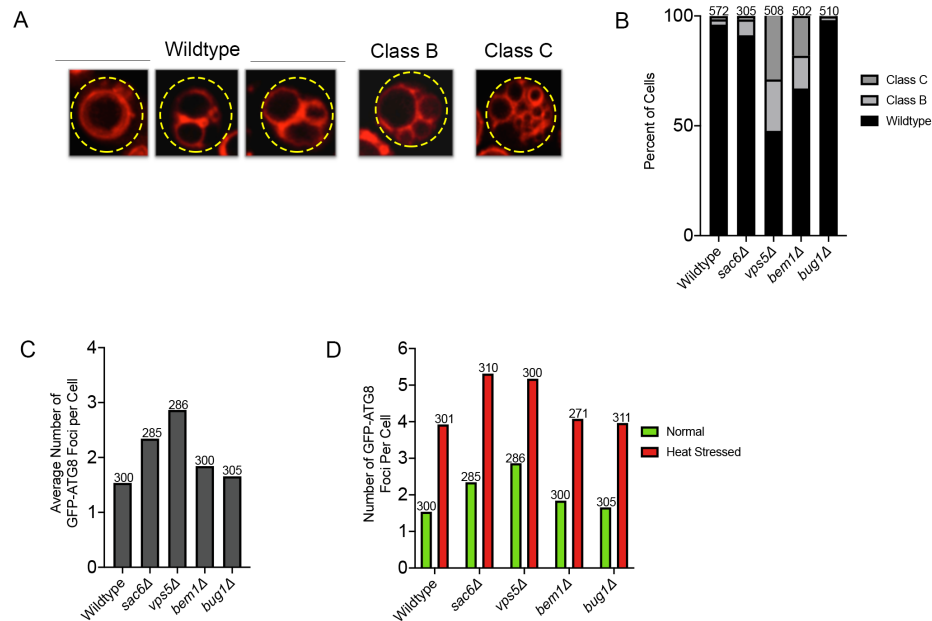 A
Wildtype
Class B
Class C
B
572 305 508 502 510
100
50
0
Percent of Cells
Wildtype
sac6Δ
vps5Δ
bem1Δ
bug1Δ
Class C
Class B
Wildtype
C
4
3
2
1
0
Average Number of
GFP-ATG8 Foci per Cell
300
285
286
300
305
Wildtype
sac6Δ
vps5Δ
bem1Δ
bug1Δ
D
6
5
4
3
2
1
0
Number of GFP-ATG8
Foci Per Cell
300
301
285
310
286
300
300
271
305
311
Wildtype
sac6Δ
vps5Δ
bem1Δ
bug1Δ
Normal
Heat Stressed